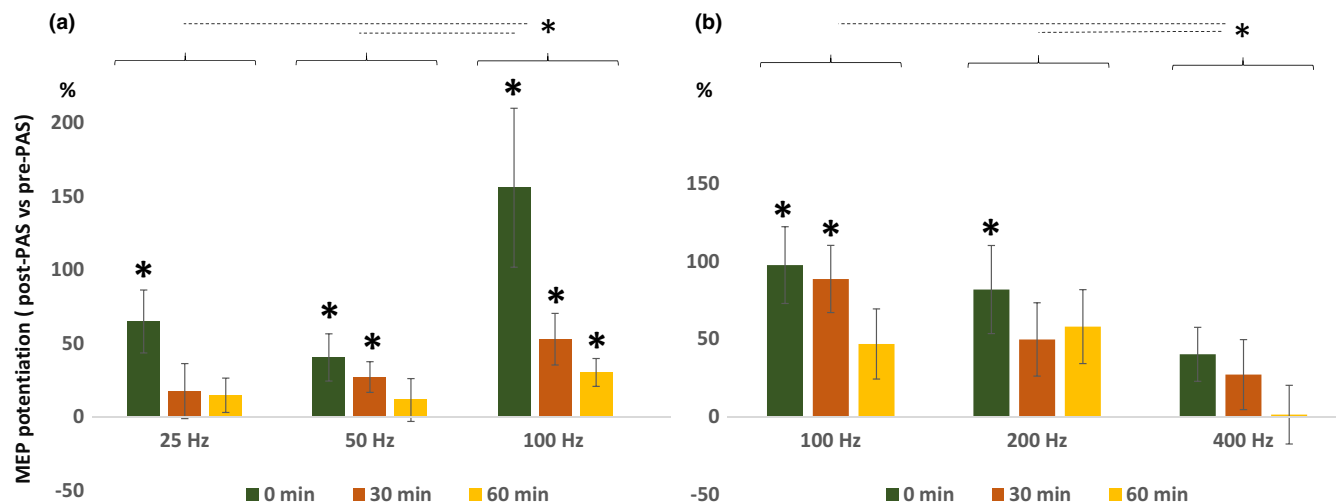 (a)
*
%
MEP potentiation ( post-PAS vs pre-PAS)
200
150
100
50
0
-50
*
*
*
*
*
*
25 Hz
50 Hz
100 Hz
0 min
30 min
60 min
(b)
*
%
150
100
50
0
-50
*
*
*
100 Hz
200 Hz
400 Hz
0 min
30 min
60 min